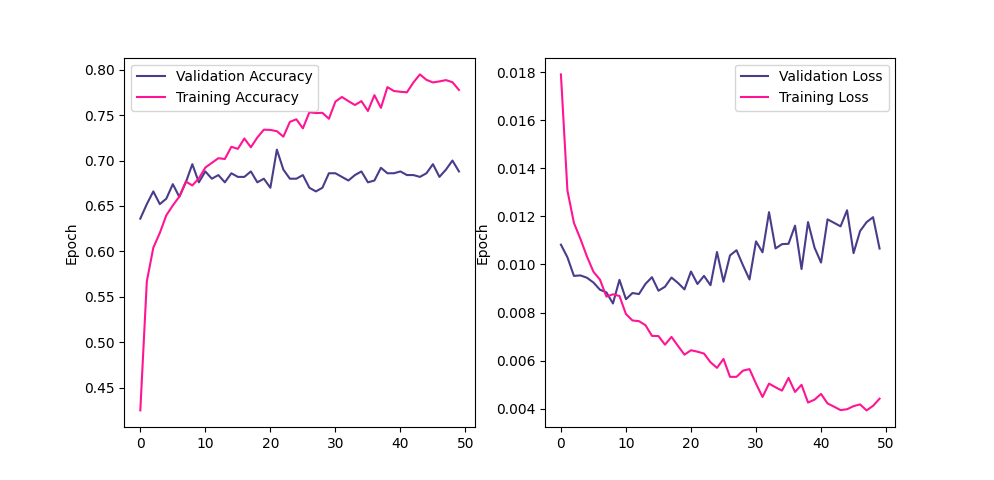 Validation Accuracy
Training Accuracy
0.80
0.75
0.70
0.65
0.60
0.55
0.50
0.45
Epoch
0 10 20 30 40 50
Validation Loss
Training Loss
0.018
0.016
0.014
0.012
0.010
0.008
0.006
0.004
Epoch
0 10 20 30 40 50